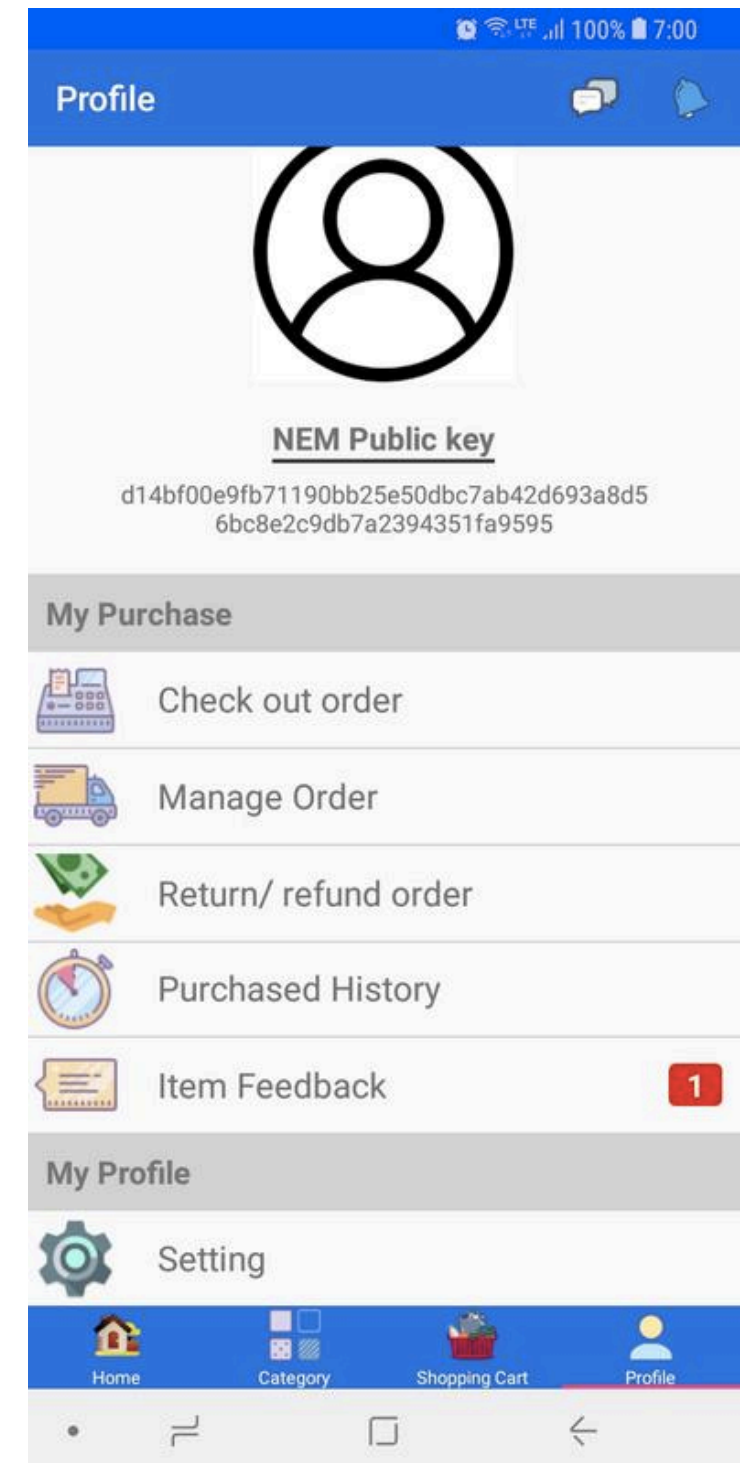 LTE 100% 7:00
Profile
NEM Public key
d14bf00e9fb71190bb25e50dbc7ab42d693a8d5
6bc8e2c9db7a2394351fa9595
My Purchase
Check out order
Manage Order
Return/ refund order
Purchased History
Item Feedback 1
My Profile
Setting
Home Category Shopping Cart Profile